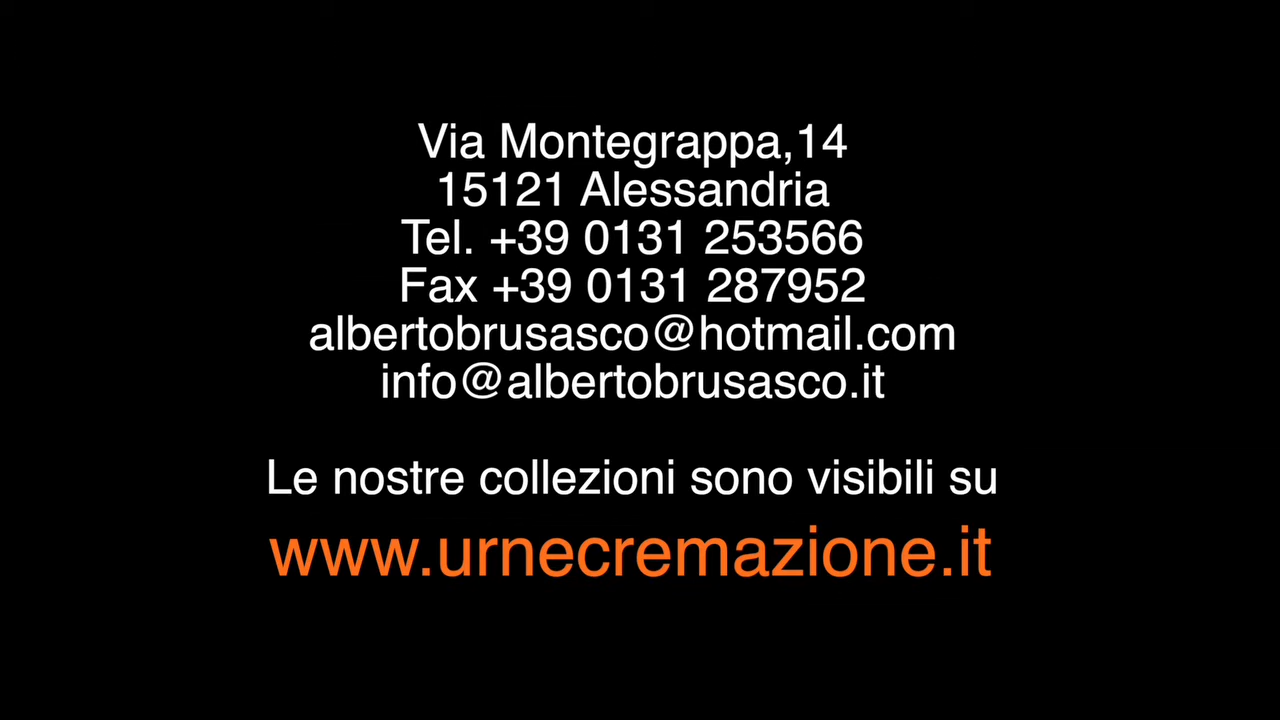 Via Montegrappa,14
15121 Alessandria
Tel. +39 0131 253566
Fax +39 0131 287952
albertobrusasco@hotmail.com
info@albertobrusasco.it
Le nostre collezioni sono visibili su
www.urnecremazione.it